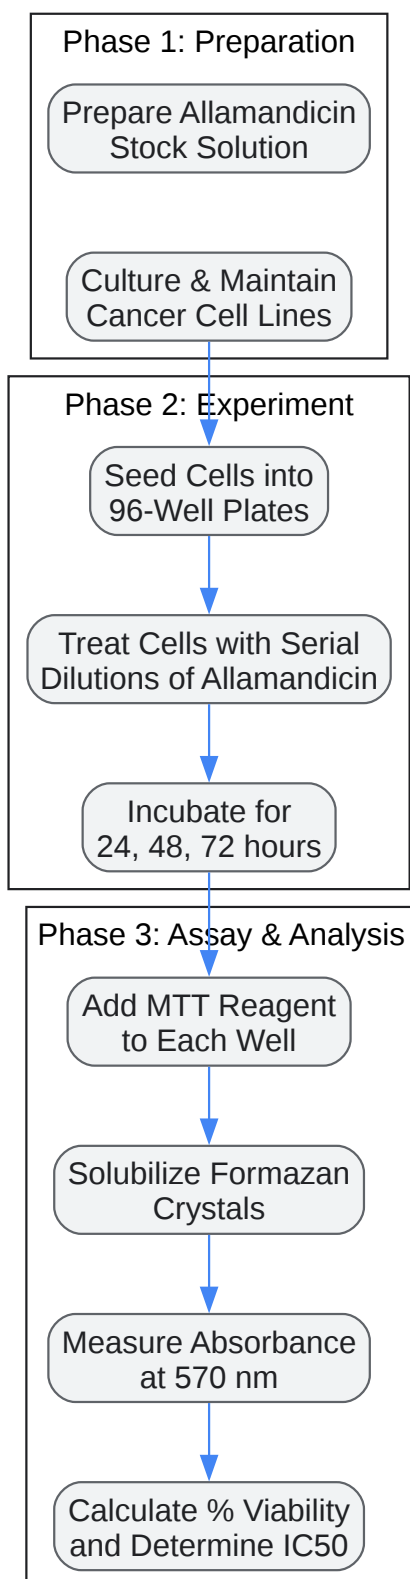 Phase 1: Preparation
Prepare Allamandicin
Stock Solution
Culture & Maintain
Cancer Cell Lines
Phase 2: Experiment
Seed Cells into
96-Well Plates
Treat Cells with Serial
Dilutions of Allamandicin
Incubate for
24, 48, 72 hours
Phase 3: Assay & Analysis
Add MTT Reagent
to Each Well
Solubilize Formazan
Crystals
Measure Absorbance
at 570 nm
Calculate % Viability
and Determine IC50